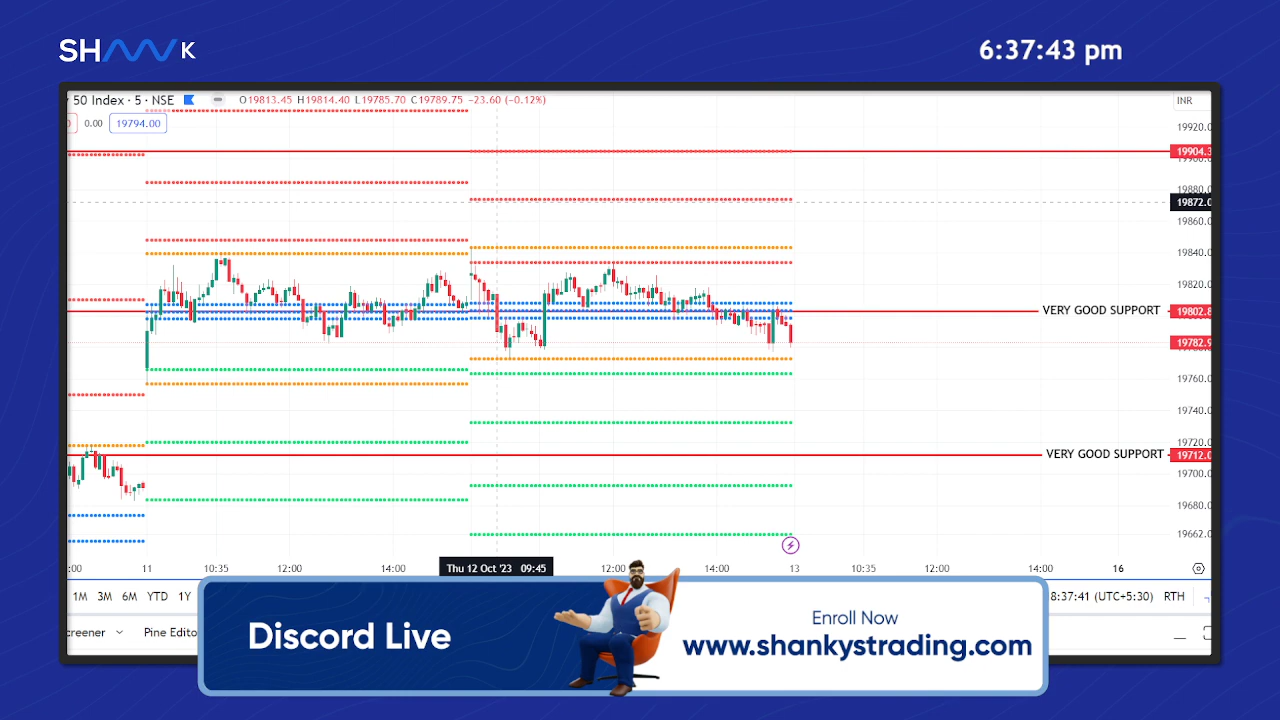 SHANK
6:37:43 pm
50 Index · 5 · NSE O19813.45 H19814.40 L19785.70 C19789.75 −23.60 (−0.12%)
INR
0 0.00 19794.00
19920.0
19904.3
19900.0
19880.0
19872.0
19860.0
19840.0
19820.0
VERY GOOD SUPPORT 19802.8
19782.9
19760.0
19740.0
19720.0
VERY GOOD SUPPORT 19712.0
19700.0
19680.0
19662.0
:00 11 10:35 12:00 14:00 Thu 12 Oct '23 09:45 12:00 14:00 13 10:35 12:00 14:00 16
1M 3M 6M YTD 1Y
8:37:41 (UTC+5:30) RTH
creener Pine Edito
Discord Live
Enroll Now
www.shankystrading.com